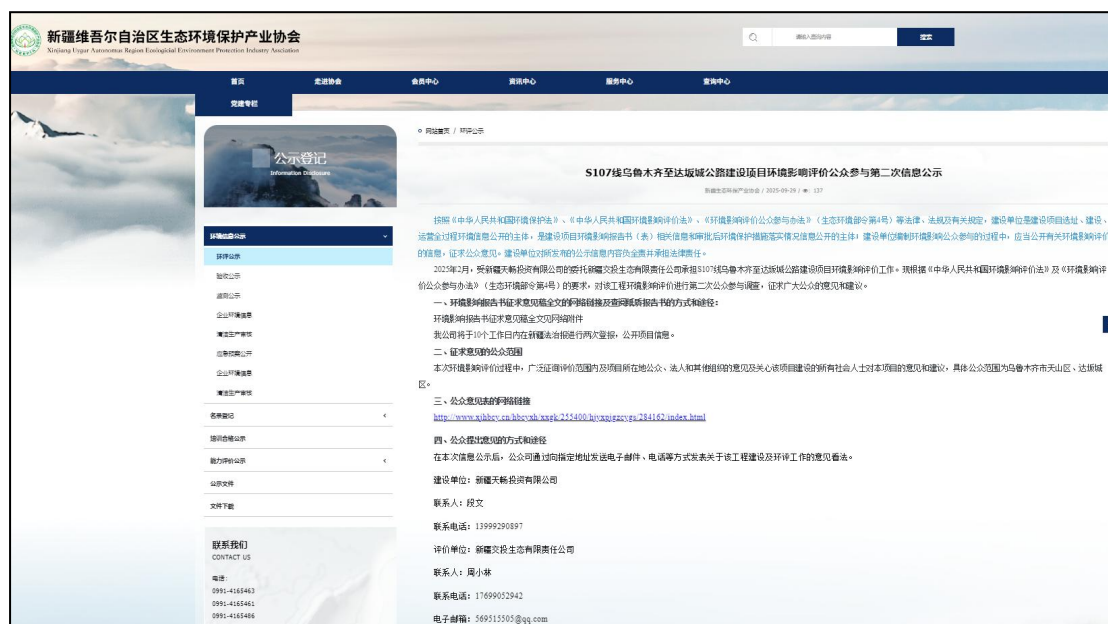 新疆维吾尔自治区生态环境保护产业协会
Xinjiang Uygur Autonomous Region Ecological Environment Protection Industry Association
请输入查询内容
搜索
首页
走进协会
会员中心
资讯中心
服务中心
查询中心
党建专栏
公示登记
Information Disclosure
网站首页 / 环评公示
S107线乌鲁木齐至达坂城公路建设项目环境影响评价公众参与第二次信息公示
新疆生态环保产业协会 / 2025-09-29 / 137
环境信息公示
环评公示
验收公示
企业环境信息
清洁生产审核
应急预案公开
企业环境信息
清洁生产审核
名录登记
培训合格公示
能力评价公示
公示文件
文件下载
联系我们
CONTACT US
电话：
0991-4165463
0991-4165461
0991-4165486
按照《中华人民共和国环境保护法》、《中华人民共和国环境影响评价法》、《环境影响评价公众参与办法》（生态环境部令第4号）等法律、法规及有关规定，建设单位是建设项目选址、建设、
运营全过程环境信息公开的主体，是建设项目环境影响报告书（表）相关信息和审批后环境保护措施落实情况信息公开的主体；建设单位编制环境影响公众参与的过程中，应当公开有关环境影响评价
的信息，征求公众意见。建设单位对所发布的公示信息内容负全责并承担法律责任。
2025年2月，受新疆天畅投资有限公司的委托新疆交投生态有限责任公司承担S107线乌鲁木齐至达坂城公路建设项目环境影响评价工作。现根据《中华人民共和国环境影响评价法》及《环境影响评
价公众参与办法》（生态环境部令第4号）的要求，对该工程环境影响评价进行第二次公众参与调查，征求广大公众的意见和建议。
一、环境影响报告书征求意见稿全文的网络链接及查阅纸质报告书的方式和途径：
环境影响报告书征求意见稿全文见网络附件
我公司将于10个工作日内在新疆法治报进行两次登报，公开项目信息。
二、征求意见的公众范围
本次环境影响评价过程中，广泛征询评价范围内及项目所在地公众、法人和其他组织的意见及关心该项目建设的所有社会人士对本项目的意见和建议，具体公众范围为乌鲁木齐市天山区、达坂城
区。
三、公众意见表的网络链接
http://www.xjhbcy.cn/hbcyxh/xxgk/255400/hjyxpjgzcygs/284162/index.html
四、公众提出意见的方式和途径
在本次信息公示后，公众可通过向指定地址发送电子邮件、电话等方式发表关于该工程建设及环评工作的意见看法。
建设单位：新疆天畅投资有限公司
联系人：段文
联系电话：13999290897
评价单位：新疆交投生态有限责任公司
联系人：周小林
联系电话：17699052942
电子邮箱：569515505@qq.com